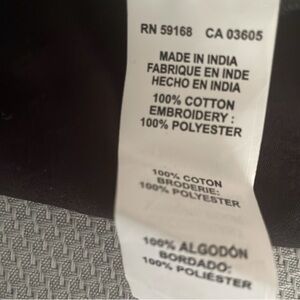 RN 59168 CA 03605
MADE IN INDIA
FABRIQUE EN INDE
HECHO EN INDIA
100% COTTON
EMBROIDERY :
100% POLYESTER
100% COTON
BRODERIE:
100% POLYESTER
100% ALGODÓN
BORDADO:
100% POLIÉSTER